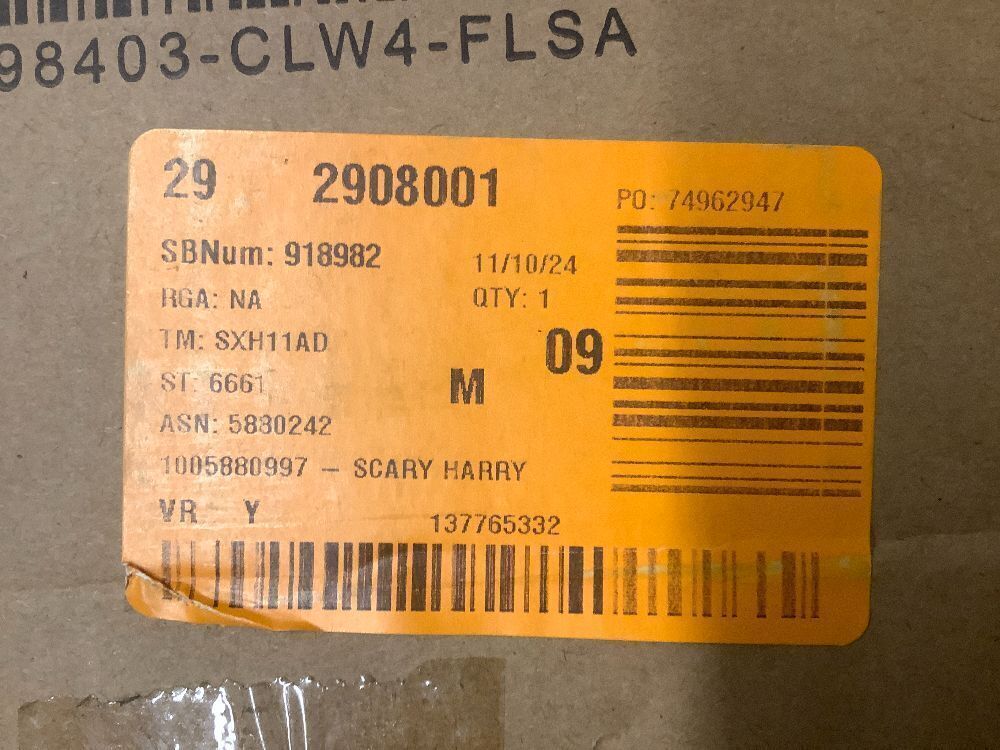 98403-CLW4-FLSA
29 2908001
PO: 74962947
SBNum: 918982 11/10/24
RGA: NA QTY: 1
TM: SXH11AD 09
ST: 6661 M
ASN: 5830242
1005880997 – SCARY HARRY
VR Y 137765332